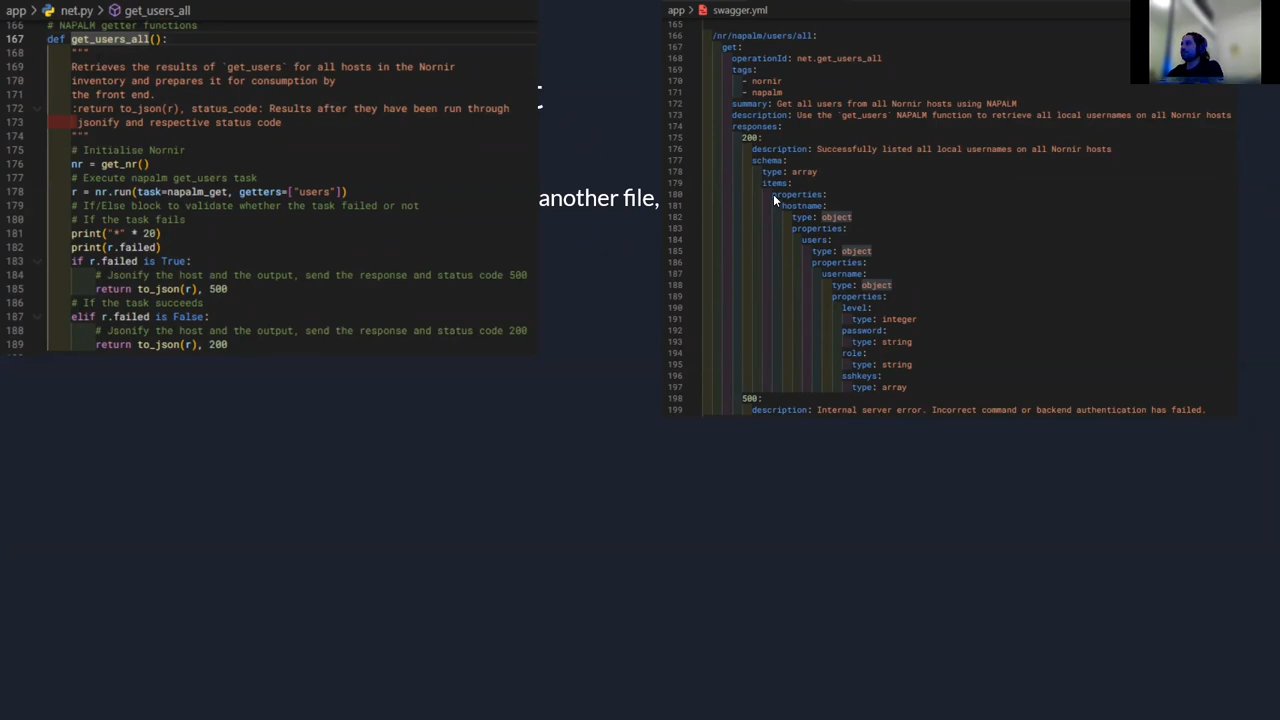 app > net.py > get_users_all
166 # NAPALM getter functions
167 def get_users_all():
168 """
169 Retrieves the results of `get_users` for all hosts in the Nornir
170 inventory and prepares it for consumption by
171 the front end.
172 :return to_json(r), status_code: Results after they have been run through
173 jsonify and respective status code
174 """
175 # Initialise Nornir
176 nr = get_nr()
177 # Execute napalm get_users task
178 r = nr.run(task=napalm_get, getters=["users"])
179 # If/Else block to validate whether the task failed or not
180 # If the task fails
181 print("*" * 20)
182 print(r.failed)
183 if r.failed is True:
184 # Jsonify the host and the output, send the response and status code 500
185 return to_json(r), 500
186 # If the task succeeds
187 elif r.failed is False:
188 # Jsonify the host and the output, send the response and status code 200
189 return to_json(r), 200
another file,
app > swagger.yml
165
166 /nr/napalm/users/all:
167 get:
168 operationId: net.get_users_all
169 tags:
170 - nornir
171 - napalm
172 summary: Get all users from all Nornir hosts using NAPALM
173 description: Use the `get_users` NAPALM function to retrieve all local usernames on all Nornir hosts
174 responses:
175 200:
176 description: Successfully listed all local usernames on all Nornir hosts
177 schema:
178 type: array
179 items:
180 properties:
181 hostname:
182 type: object
183 properties:
184 users:
185 type: object
186 properties:
187 username:
188 type: object
189 properties:
190 level:
191 type: integer
192 password:
193 type: string
194 role:
195 type: string
196 sshkeys:
197 type: array
198 500:
199 description: Internal server error. Incorrect command or backend authentication has failed.